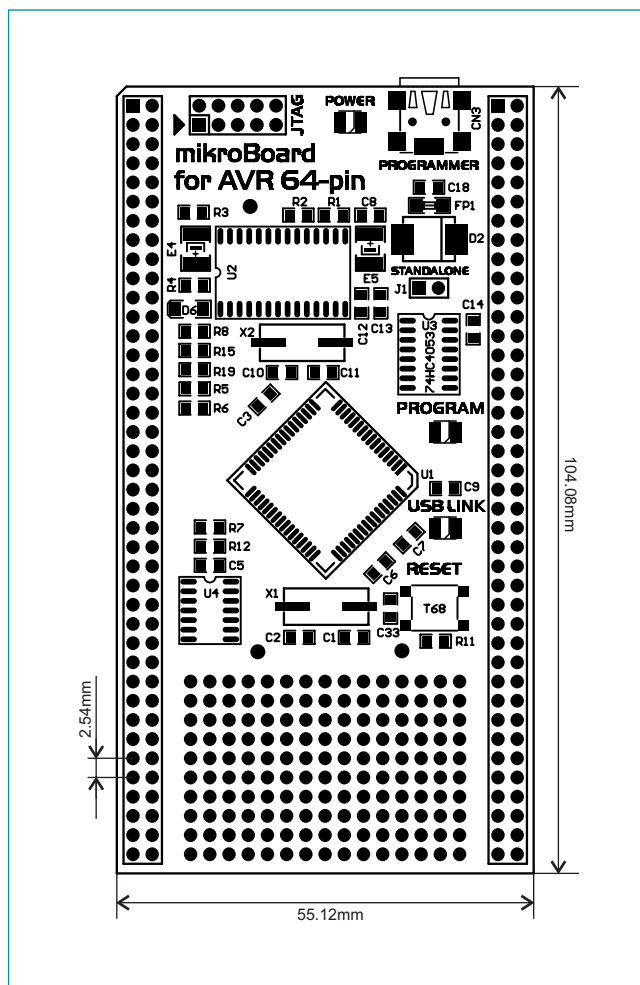 POWER
JTAG
CN3
mikroBoard
for AVR 64-pin
PROGRAMMER
C18
FP1
R3
R2
R1
C8
D2
E4
U2
E5
STANDALONE
R4
J1
D6
C14
U3
R8
X2
C12
C13
74HC4053
R15
R19
C10
C11
R5
R6
C3
PROGRAM
U1
C9
USB LINK
R7
R12
C7
C5
C6
RESET
U4
X1
T68
C2
C1
C33
R11
104.08mm
2.54mm
55.12mm